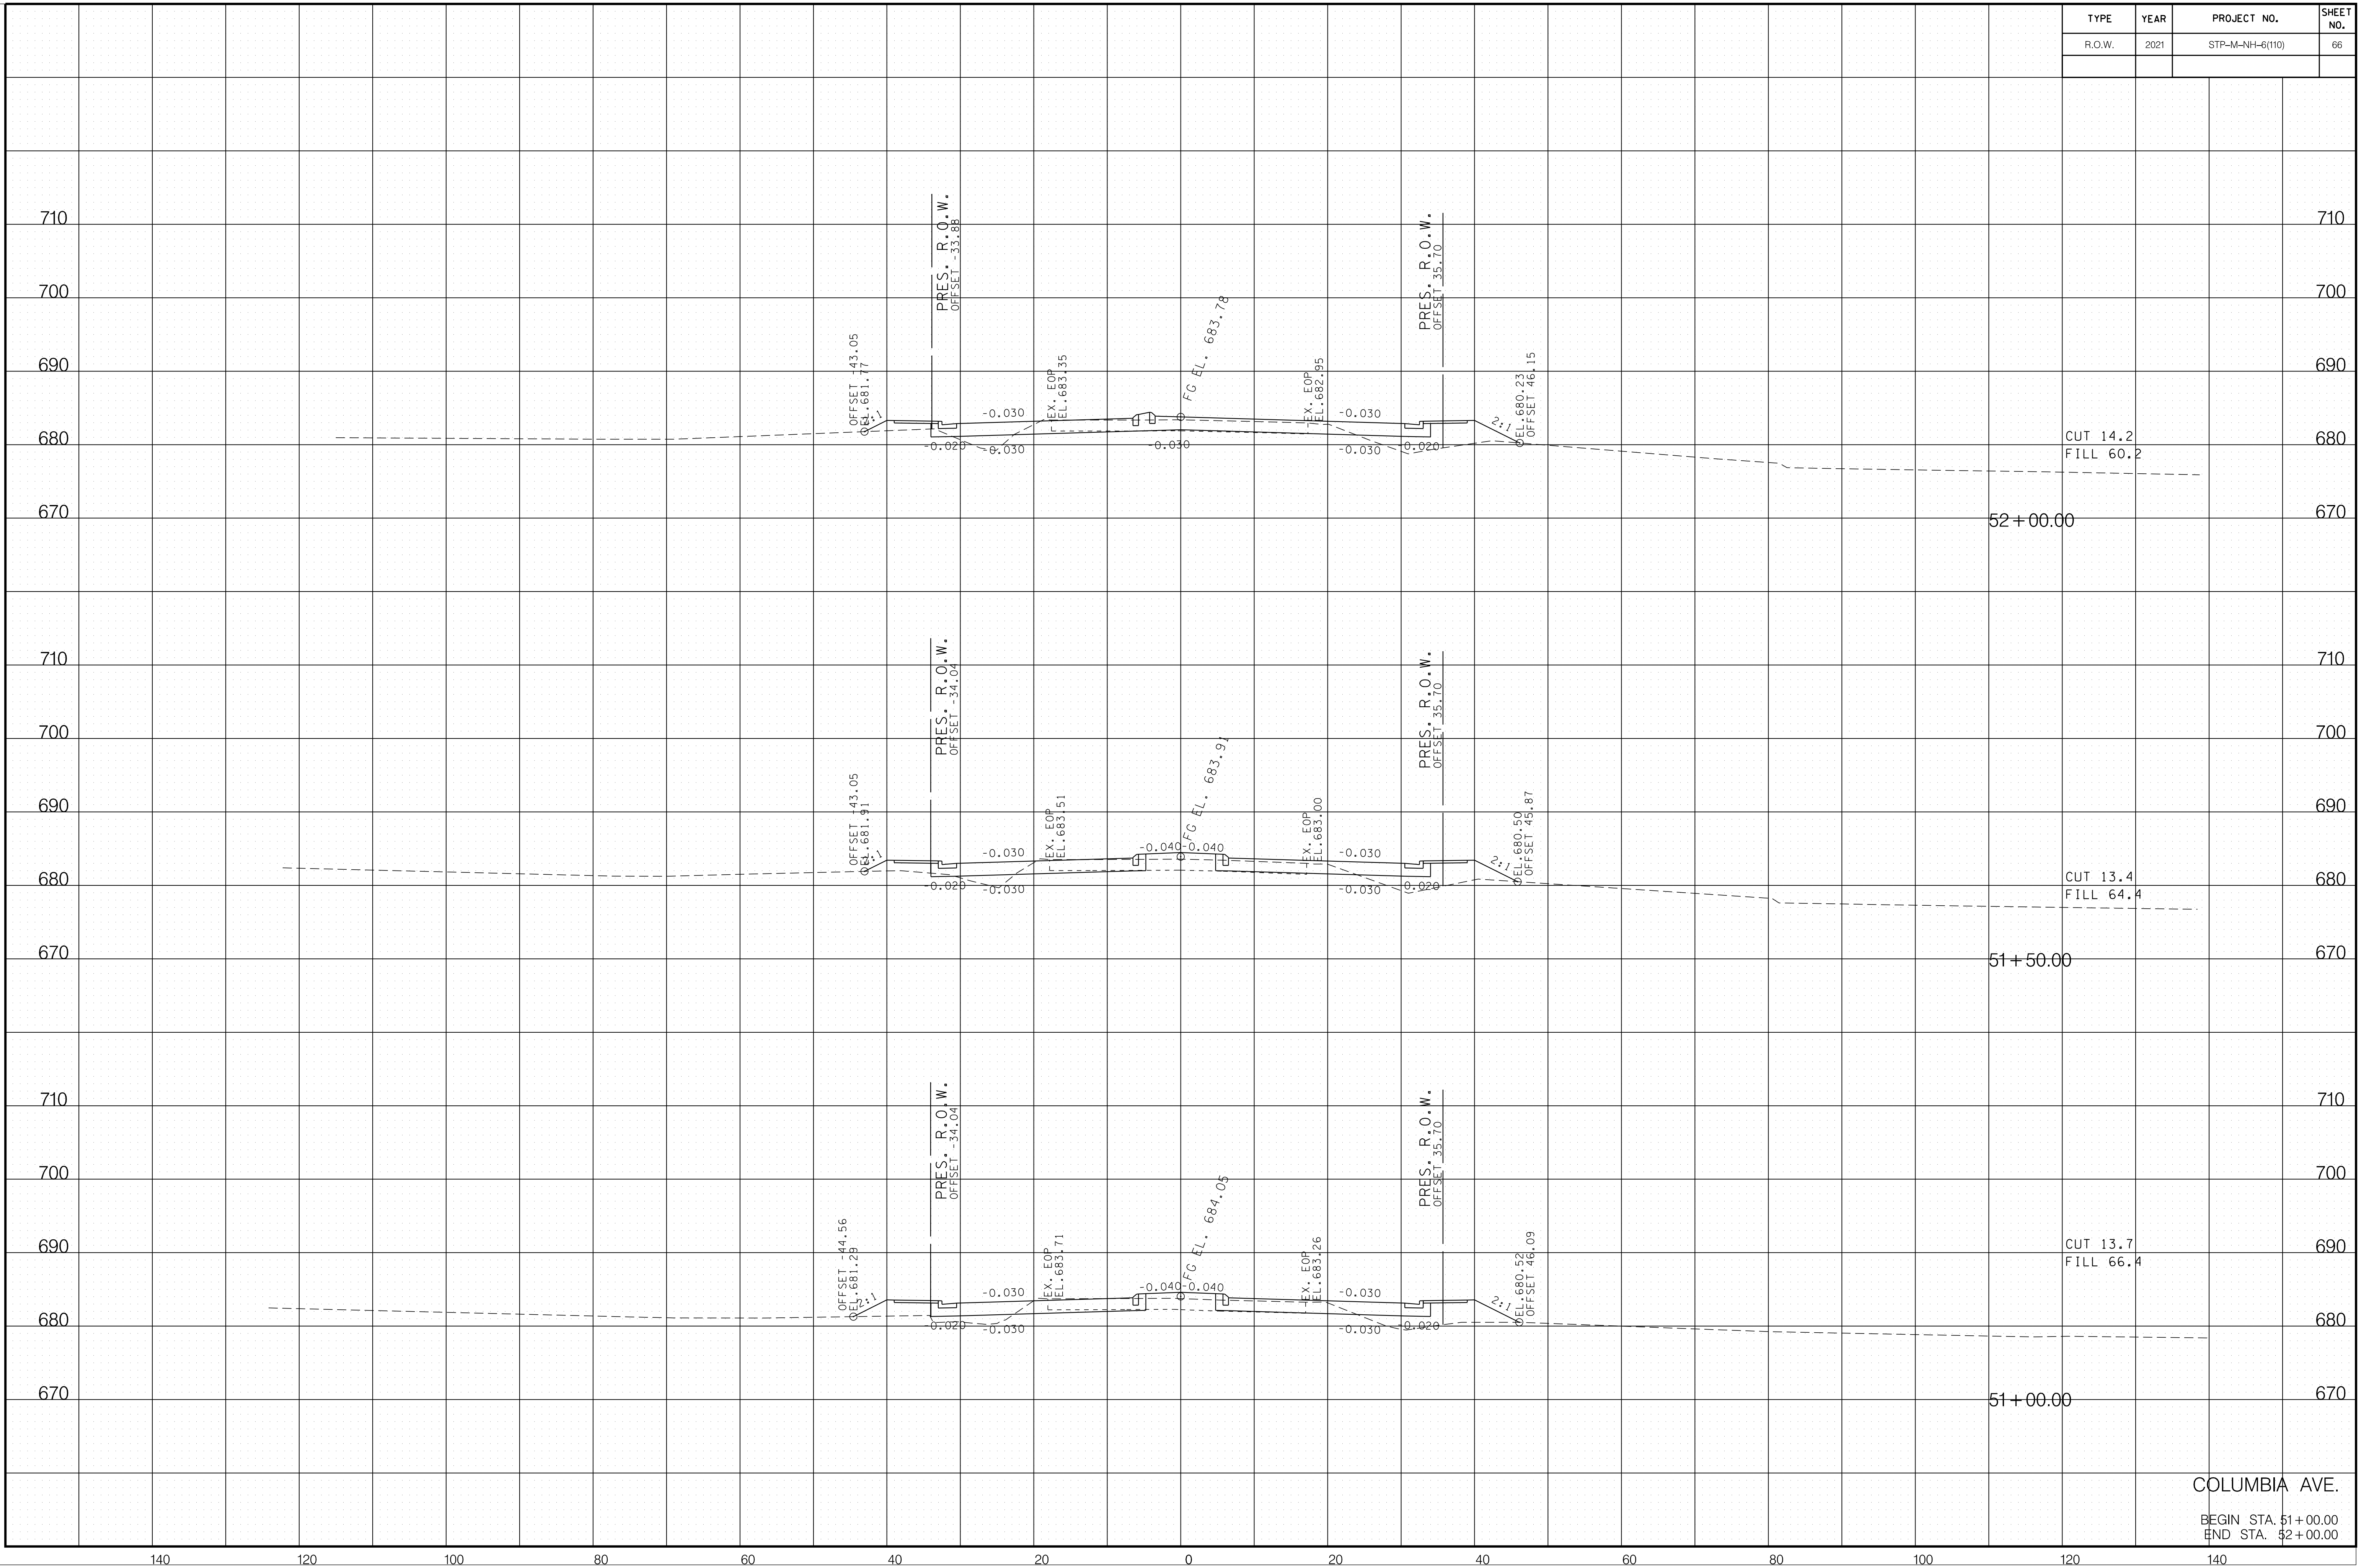 TYPE YEAR PROJECT NO. SHEET NO.
R.O.W. 2021 STP-M-NH-6(110) 66
710 710
700 700
690 690
680 680
670 670
PRES. R.O.W.
OFFSET -33.88
PRES. R.O.W.
OFFSET 35.70
FG EL. 683.78
OFFSET -43.05
EL.681.77
EX. EOP
EL.683.35
EX. EOP
EL.682.95
EL.680.23
OFFSET 46.15
2:1 -0.030 -0.030 2:1
-0.020 -0.030 -0.030 -0.030 -0.020
CUT 14.2
FILL 60.2
52+00.00
710 710
700 700
690 690
680 680
670 670
PRES. R.O.W.
OFFSET -34.04
PRES. R.O.W.
OFFSET 35.70
FG EL. 683.91
OFFSET -43.05
EL.681.91
EX. EOP
EL.683.51
EX. EOP
EL.683.00
EL.680.50
OFFSET 45.87
2:1 -0.030 -0.040 -0.040 -0.030 2:1
-0.020 -0.030 -0.030 -0.020
CUT 13.4
FILL 64.4
51+50.00
710 710
700 700
690 690
680 680
670 670
PRES. R.O.W.
OFFSET -34.04
PRES. R.O.W.
OFFSET 35.70
FG EL. 684.05
OFFSET -44.56
EL.681.29
EX. EOP
EL.683.71
EX. EOP
EL.683.26
EL.680.52
OFFSET 46.09
2:1 -0.030 -0.040 -0.040 -0.030 2:1
-0.020 -0.030 -0.030 -0.020
CUT 13.7
FILL 66.4
51+00.00
COLUMBIA AVE.
BEGIN STA. 51+00.00
END STA. 52+00.00
140 120 100 80 60 40 20 0 20 40 60 80 100 120 140